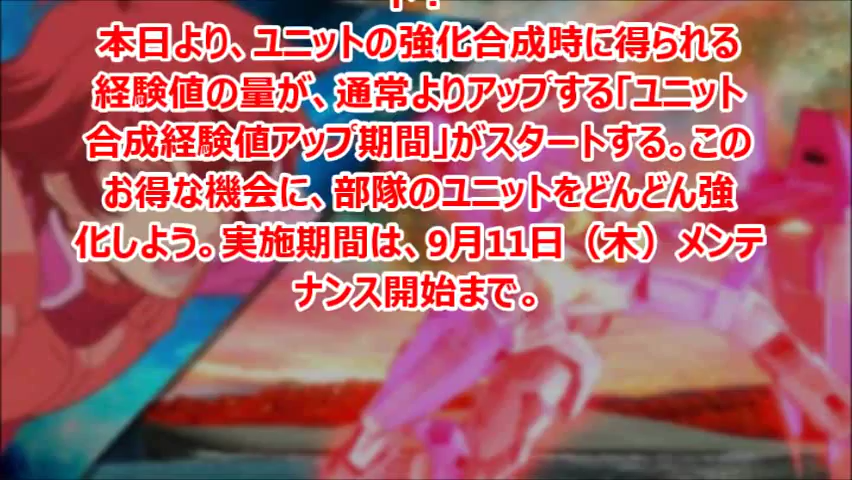 ト！
本日より、ユニットの強化合成時に得られる
経験値の量が、通常よりアップする「ユニット
合成経験値アップ期間」がスタートする。この
お得な機会に、部隊のユニットをどんどん強
化しよう。実施期間は、9月11日（木）メンテ
ナンス開始まで。